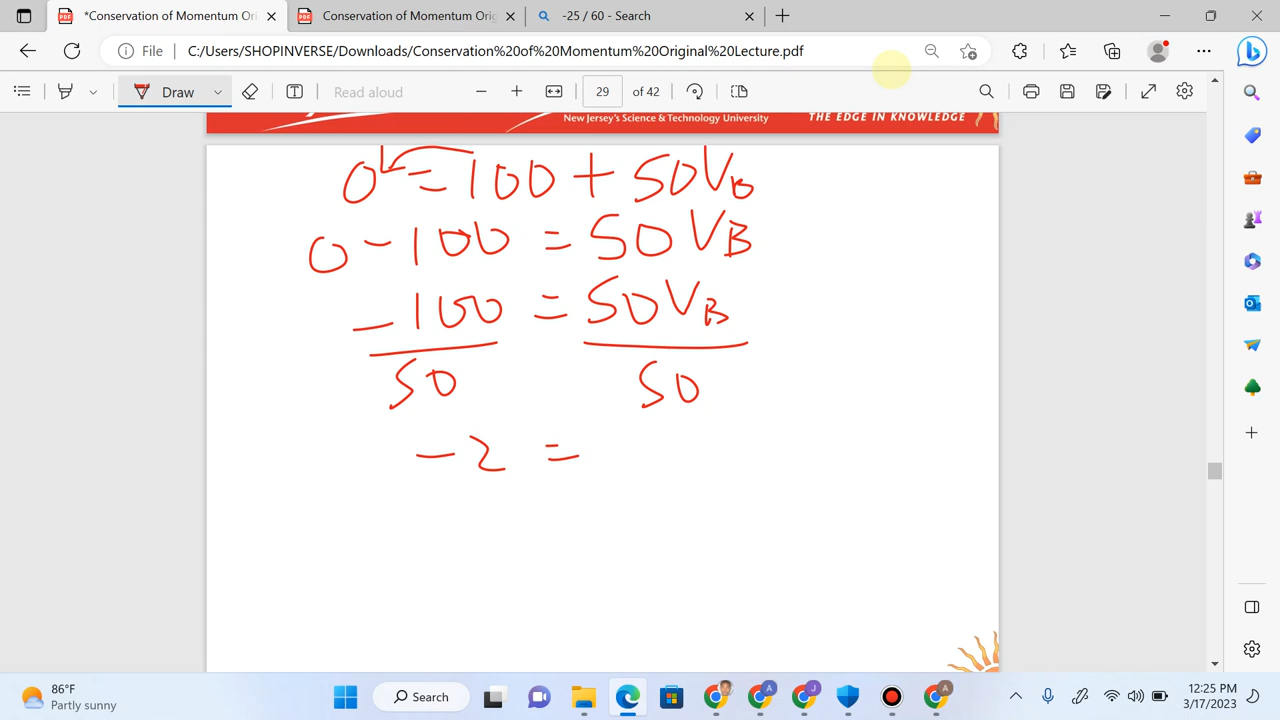 *Conservation of Momentum Ori
Conservation of Momentum Orig
-25 / 60 - Search
File
C:/Users/SHOPINVERSE/Downloads/Conservation%20of%20Momentum%20Original%20Lecture.pdf
Draw
Read aloud
29 of 42
New Jersey's Science & Technology University
THE EDGE IN KNOWLEDGE
0 = 100 + 50VB
0 - 100 = 50VB
-100 = 50VB
50 50
-2 =
86°F
Partly sunny
Search
12:25 PM
3/17/2023